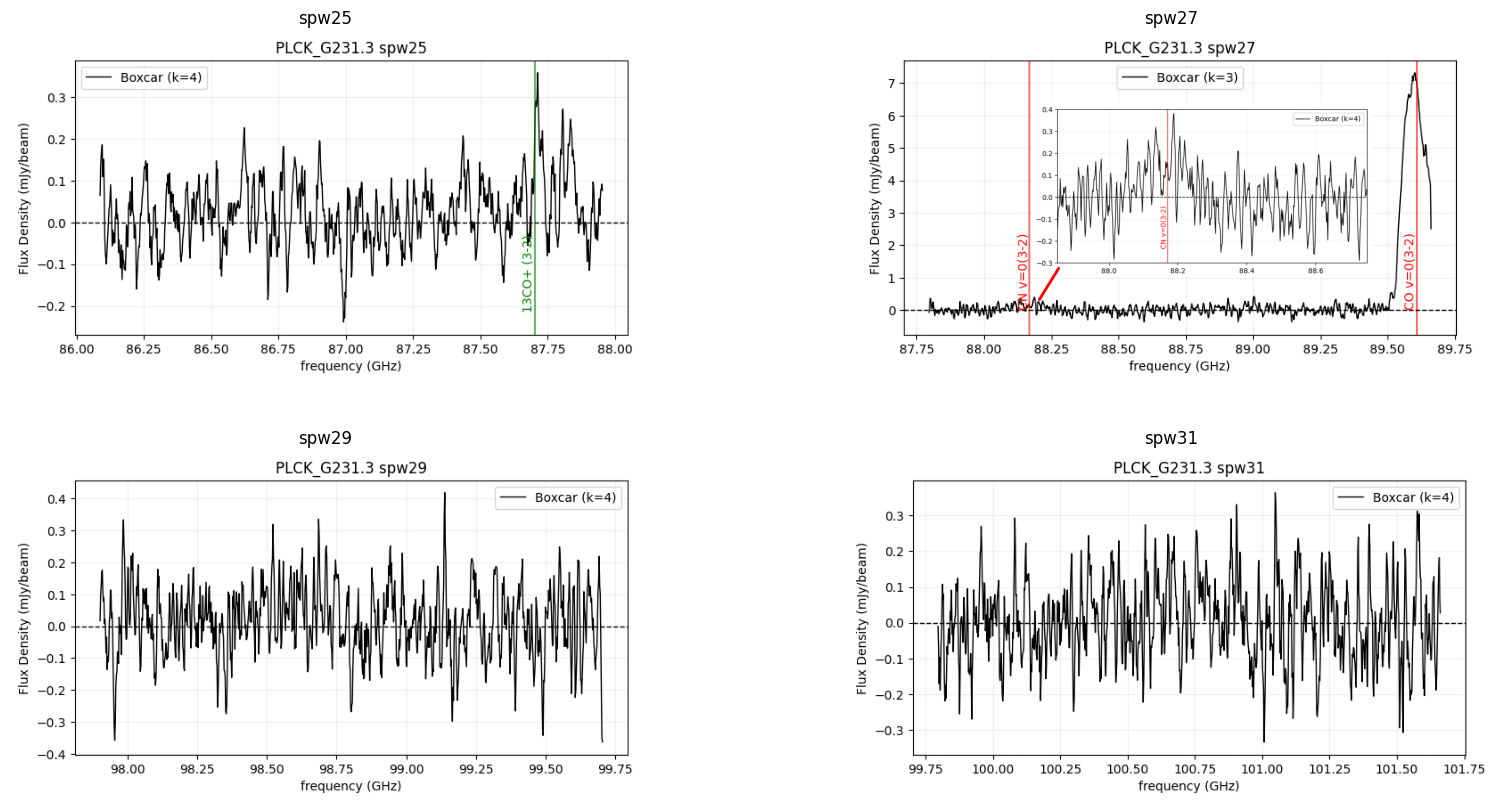 spw25
PLCK_G231.3 spw25
Boxcar (k=4)
0.3
0.2
0.1
0.0
−0.1
−0.2
Flux Density (mJy/beam)
13CO+ (3-2)
86.00 86.25 86.50 86.75 87.00 87.25 87.50 87.75 88.00
frequency (GHz)
spw27
PLCK_G231.3 spw27
Boxcar (k=3)
7
6
5
4
3
2
1
0
Flux Density (mJy/beam)
0.4
0.3
0.2
0.1
0.0
−0.1
−0.2
−0.3
Boxcar (k=4)
CN v=0(3-2)
88.0 88.2 88.4 88.6
CN v=0(3-2)
CO v=0(3-2)
87.75 88.00 88.25 88.50 88.75 89.00 89.25 89.50 89.75
frequency (GHz)
spw29
PLCK_G231.3 spw29
Boxcar (k=4)
0.4
0.3
0.2
0.1
0.0
−0.1
−0.2
−0.3
−0.4
Flux Density (mJy/beam)
98.00 98.25 98.50 98.75 99.00 99.25 99.50 99.75
frequency (GHz)
spw31
PLCK_G231.3 spw31
Boxcar (k=4)
0.3
0.2
0.1
0.0
−0.1
−0.2
−0.3
Flux Density (mJy/beam)
99.75 100.00 100.25 100.50 100.75 101.00 101.25 101.50 101.75
frequency (GHz)